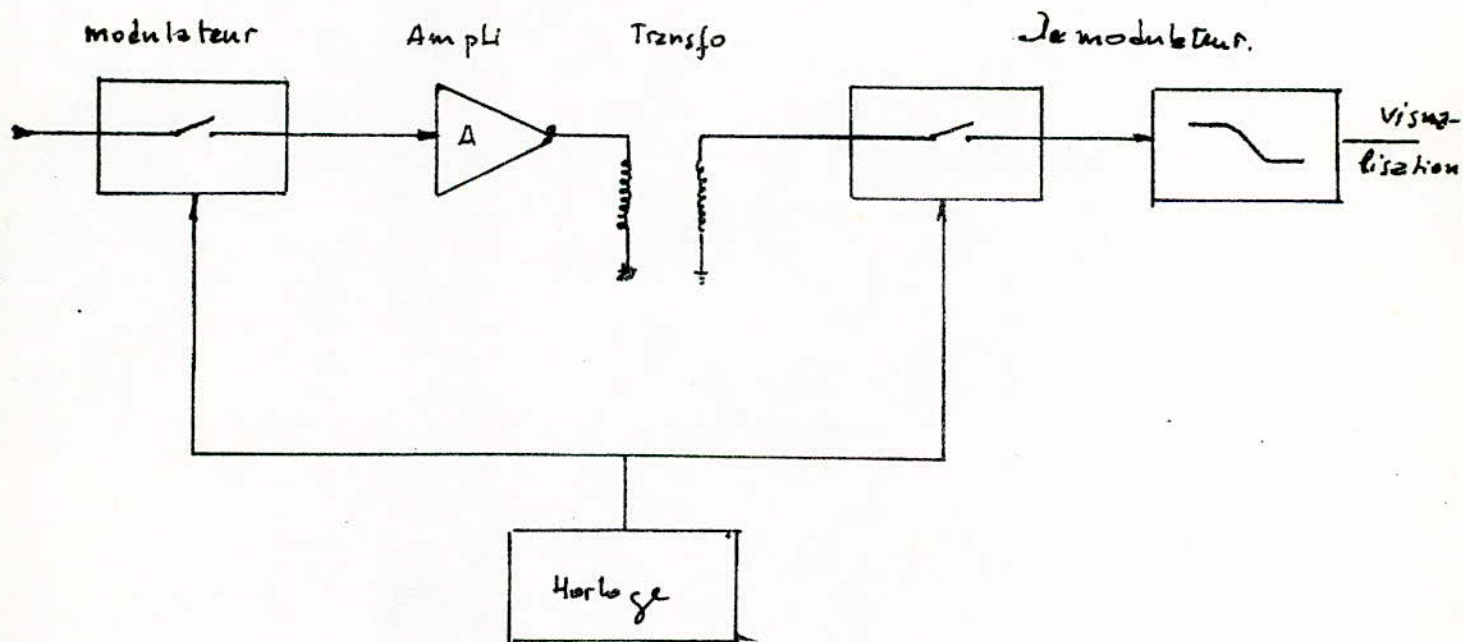 modulateur
Ampli
Transfo
Demodulateur.
A
visua-
lisation
Horloge